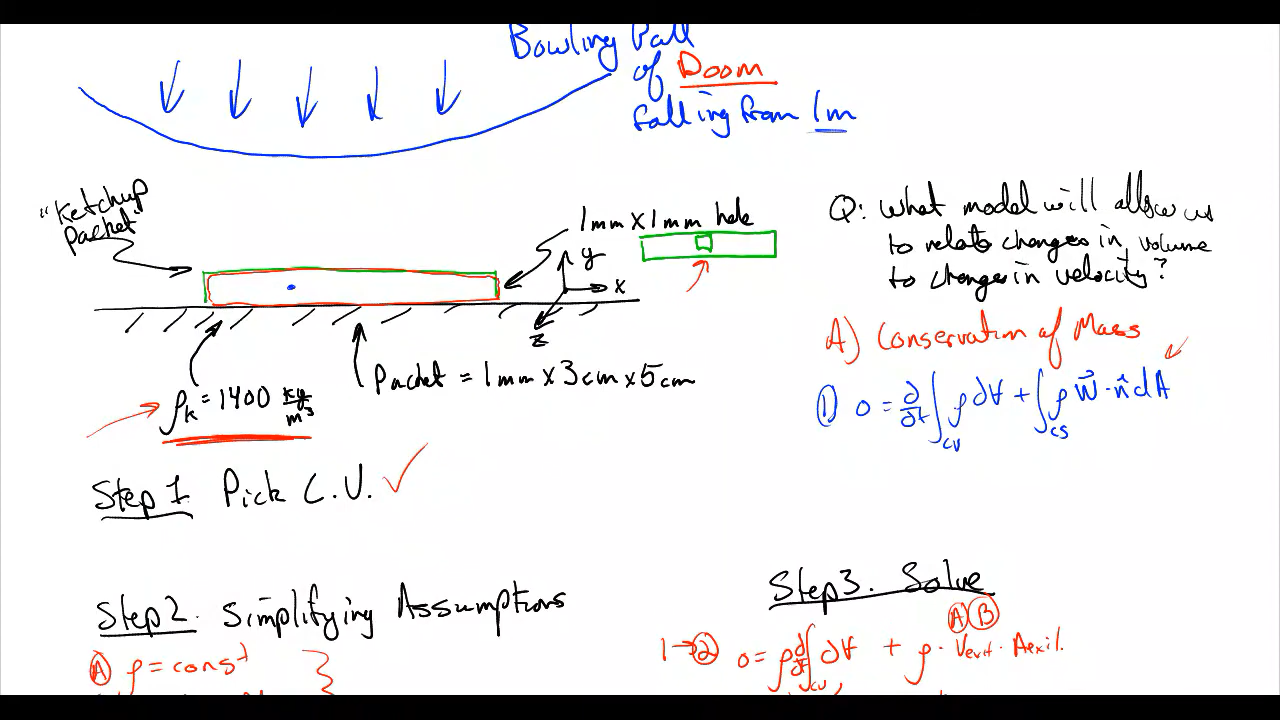 Bowling Ball
of Doom
falling from 1m
"Ketchup
Packet"
1mm X 1mm hole
y
x
z
ρk = 1400 kg/m³
Packet = 1mm x 3cm x 5cm
Q: What model will allow us
to relate changes in volume
to changes in velocity?
A) Conservation of Mass
① 0 = ∂/∂t ∫CV ρ dV + ∫CS ρ W⃗ · n̂ dA
Step 1. Pick C.V. ✓
Step 2. Simplifying Assumptions
Ⓐ ρ = const
Step 3. Solve
Ⓐ Ⓑ
1→② 0 = ρ d/dt ∫CV dV + ρ · Vexit · Aexit.